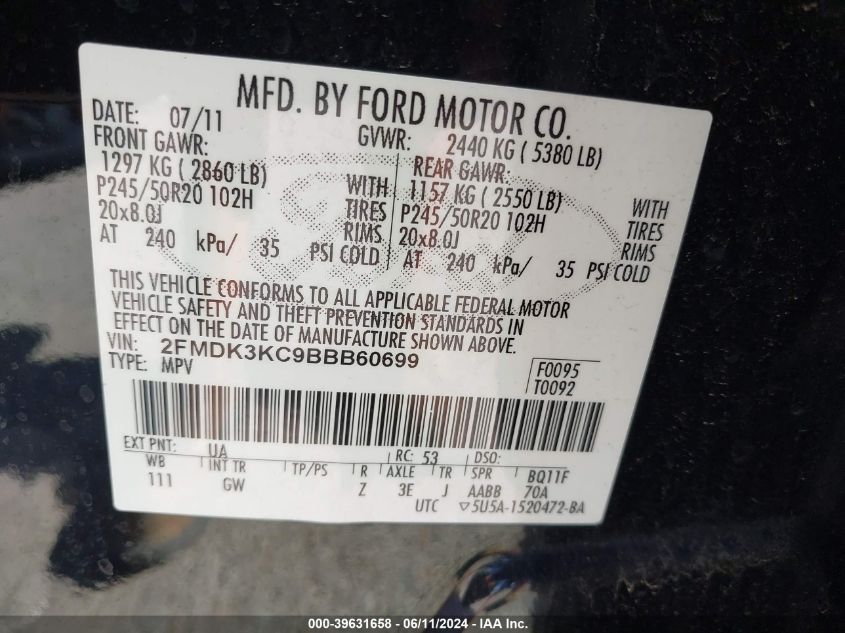 MFD. BY FORD MOTOR CO.
DATE: 07/11 GVWR: 2440 KG ( 5380 LB)
FRONT GAWR: REAR GAWR:
1297 KG ( 2860 LB) WITH 1157 KG ( 2550 LB) WITH
P245/50R20 102H TIRES P245/50R20 102H TIRES
20x8.0J RIMS 20x8.0J RIMS
AT 240 kPa/ 35 PSI COLD AT 240 kPa/ 35 PSI COLD
THIS VEHICLE CONFORMS TO ALL APPLICABLE FEDERAL MOTOR
VEHICLE SAFETY AND THEFT PREVENTION STANDARDS IN
EFFECT ON THE DATE OF MANUFACTURE SHOWN ABOVE.
VIN: 2FMDK3KC9BBB60699
TYPE: MPV
F0095
T0092
EXT PNT: UA RC: 53 DSO:
WB INT TR TP/PS R AXLE TR SPR BQ11F
111 GW Z 3E J AABB 70A
UTC ▽5U5A-1520472-BA
000-39631658 - 06/11/2024 - IAA Inc.